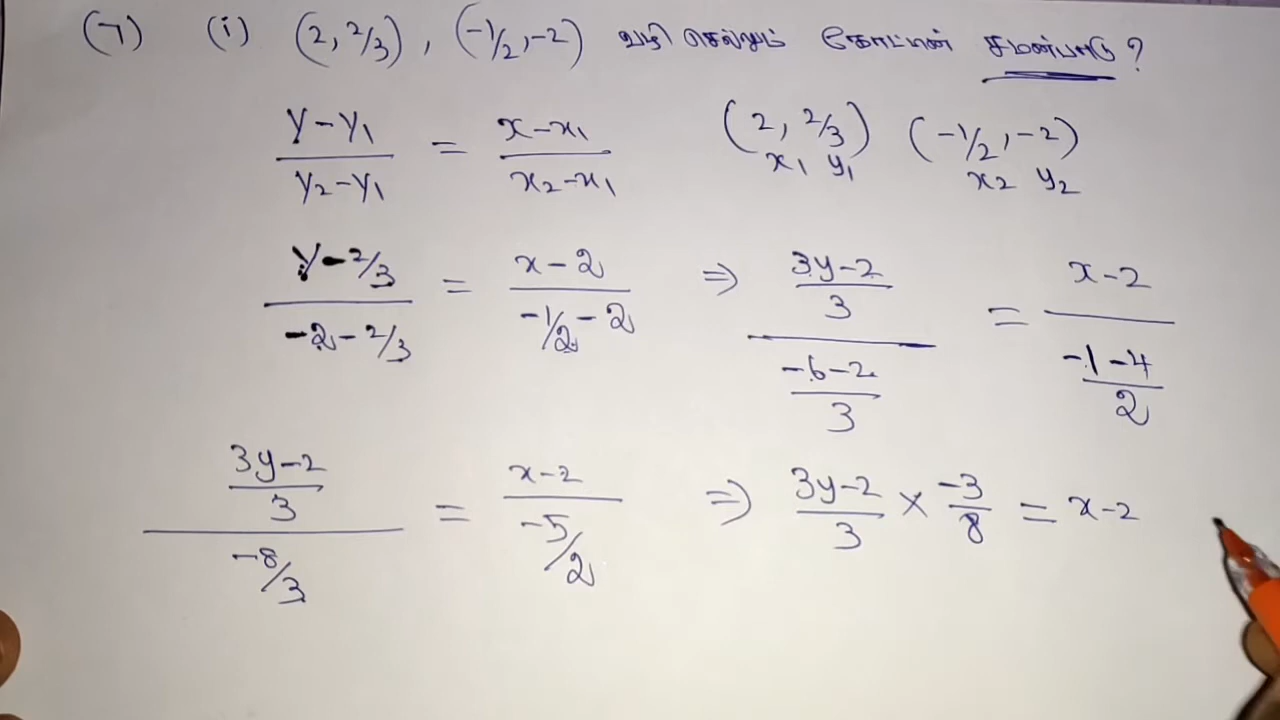 (7) (i) (2, 2/3), (-1/2, -2) வழி செல்லும் கோட்டின் சமன்பாடு?
y-y₁/y₂-y₁ = x-x₁/x₂-x₁ (2, 2/3) (-1/2, -2)
x₁ y₁ x₂ y₂
y-2/3/-2-2/3 = x-2/-1/2-2 ⇒ 3y-2/3/-6-2/3 = x-2/-1-4/2
3y-2/3/-8/3 = x-2/-5/2 ⇒ 3y-2/3 × -3/8 = x-2